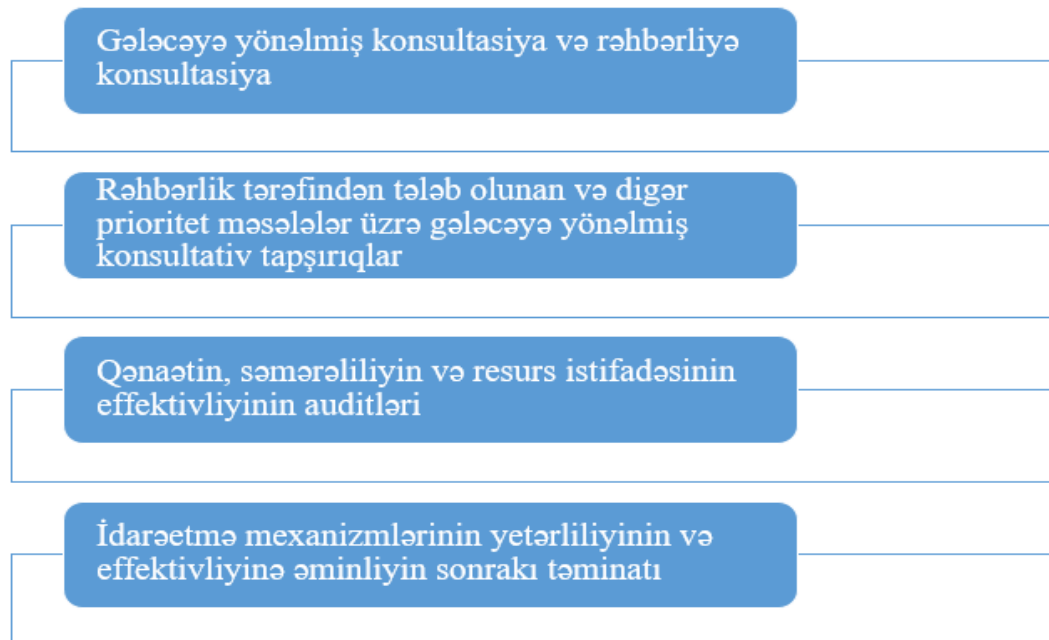 Gələcəyə yönəlmiş konsultasiya və rəhbərliyə
konsultasiya
Rəhbərlik tərəfindən tələb olunan və digər
prioritet məsələlər üzrə gələcəyə yönəlmiş
konsultativ tapşırıqlar
Qənaətin, səmərəliliyin və resurs istifadəsinin
effektivliyinin auditləri
İdarəetmə mexanizmlərinin yetərliliyinin və
effektivliyinə əminliyin sonrakı təminatı